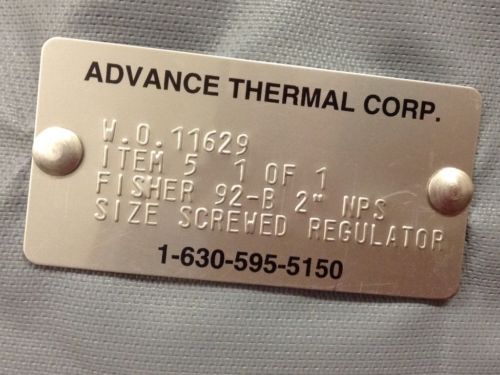 ADVANCE THERMAL CORP.
W.O.11629
ITEM 5 1 OF 1
FISHER 92-B 2" NPS
SIZE SCREWED REGULATOR
1-630-595-5150